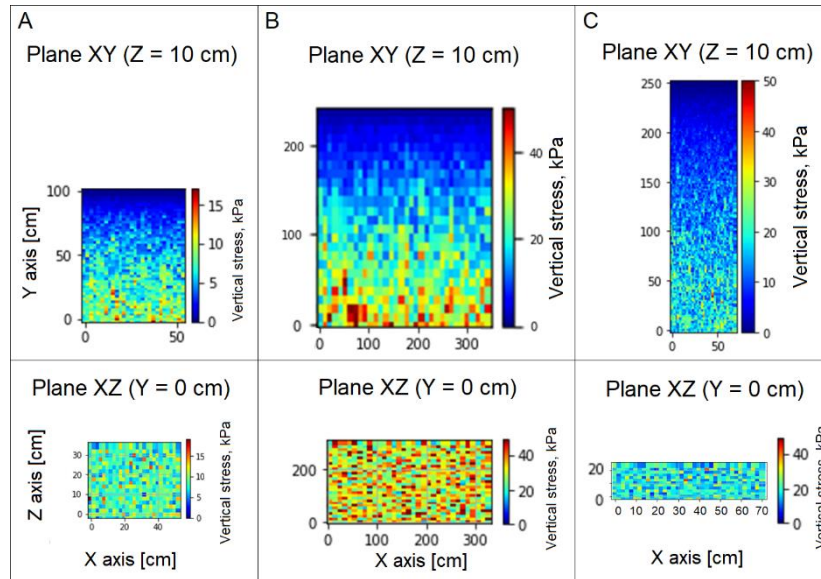 A
Plane XY (Z = 10 cm)
100
50
0
Y axis [cm]
0
50
15
10
5
0
Vertical stress, kPa
B
Plane XY (Z = 10 cm)
200
100
0
0
100
200
300
40
20
0
Vertical stress, kPa
C
Plane XY (Z = 10 cm)
250
200
150
100
50
0
0
50
50
40
30
20
10
0
Vertical stress, kPa
Plane XZ (Y = 0 cm)
30
20
10
0
Z axis [cm]
0
20
40
X axis [cm]
15
10
5
0
Vertical stress, kPa
Plane XZ (Y = 0 cm)
200
0
0
100
200
300
X axis [cm]
40
20
0
Vertical stress, kPa
Plane XZ (Y = 0 cm)
20
0
0 10 20 30 40 50 60 70
X axis [cm]
40
20
0
Vertical stress, kPa